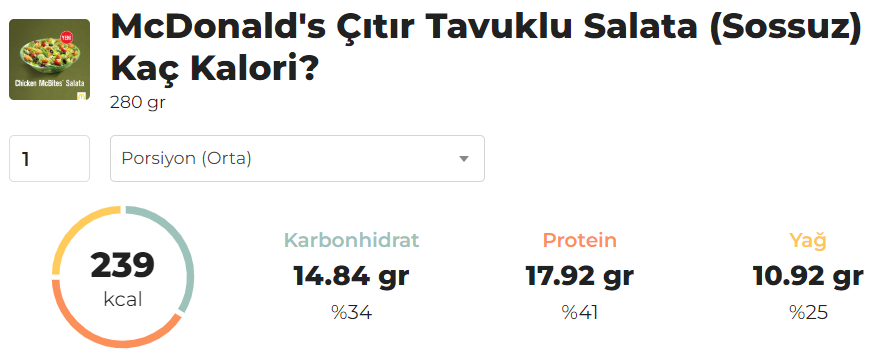 McDonald's Çıtır Tavuklu Salata (Sossuz)
Kaç Kalori?
280 gr
YENİ
Chicken McBites Salata
1
Porsiyon (Orta)
239
kcal
Karbonhidrat
14.84 gr
%34
Protein
17.92 gr
%41
Yağ
10.92 gr
%25